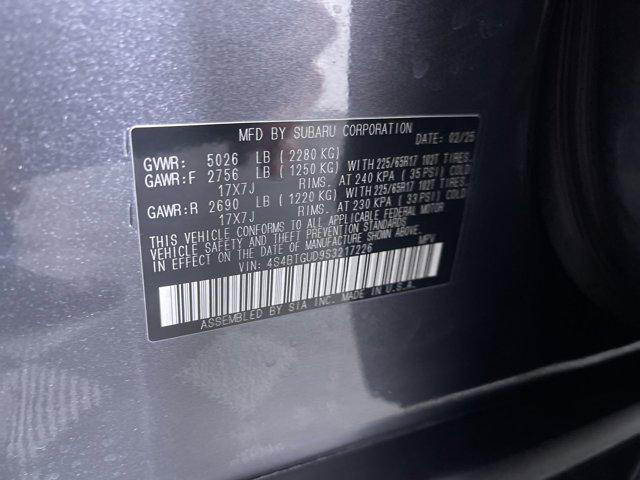 MFD BY SUBARU CORPORATION DATE: 02/25
GVWR: 5026 LB (2280 KG)
GAWR:F 2756 LB (1250 KG) WITH 225/65R17 102T TIRES.
17X7J RIMS. AT 240 KPA (35 PSI) COLD
GAWR:R 2690 LB (1220 KG) WITH 225/65R17 102T TIRES.
17X7J RIMS. AT 230 KPA (33 PSI) COLD
THIS VEHICLE CONFORMS TO ALL APPLICABLE FEDERAL MOTOR
VEHICLE SAFETY AND THEFT PREVENTION STANDARDS
IN EFFECT ON THE DATE OF MANUFACTURE SHOWN ABOVE.
VIN: 4S4BTGUD9S3217226 MPV
ASSEMBLED BY SIA INC. MADE IN U.S.A.